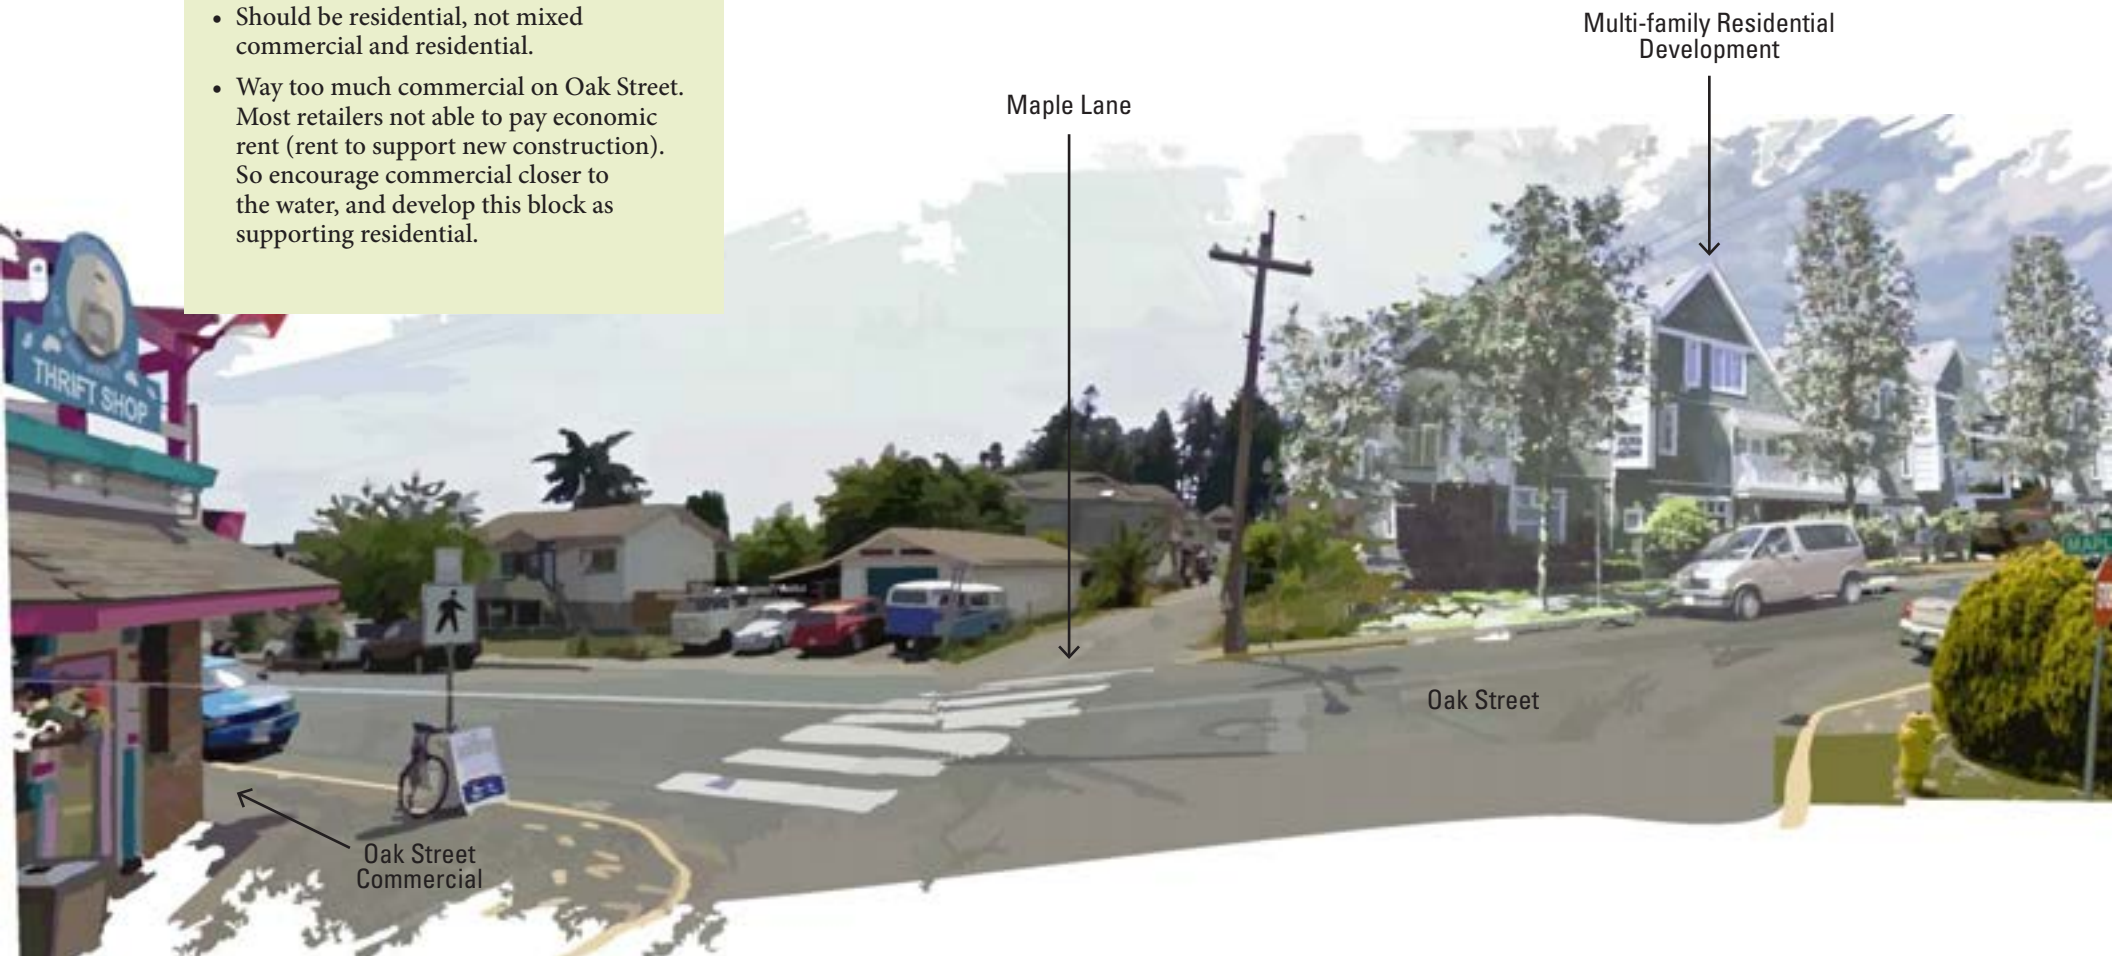 • Should be residential, not mixed
commercial and residential.
• Way too much commercial on Oak Street.
Most retailers not able to pay economic
rent (rent to support new construction).
So encourage commercial closer to
the water, and develop this block as
supporting residential.
Multi-family Residential
Development
Maple Lane
THRIFT SHOP
Oak Street
Oak Street
Commercial